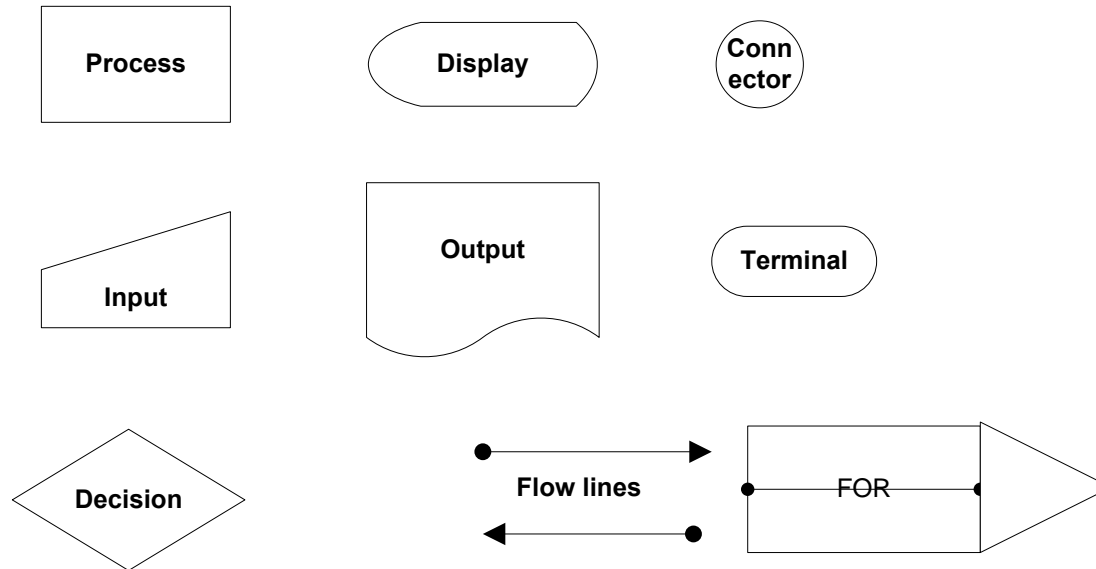 Process
Display
Conn
ector
Input
Output
Terminal
Decision
Flow lines
FOR